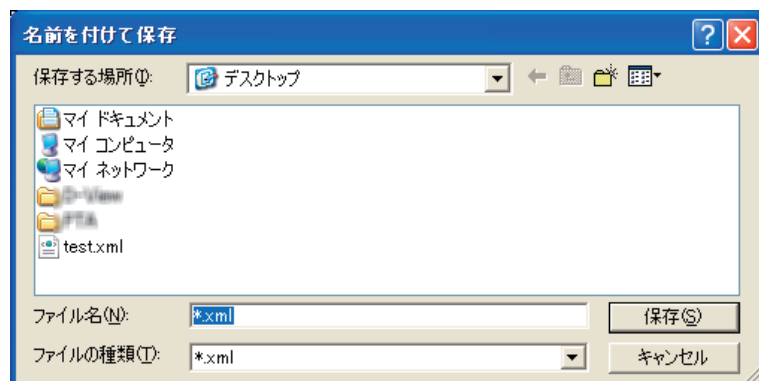 名前を付けて保存
保存する場所(I): デスクトップ
マイ ドキュメント
マイ コンピュータ
マイ ネットワーク
test.xml
ファイル名(N): *.xml 保存(S)
ファイルの種類(T): *.xml キャンセル